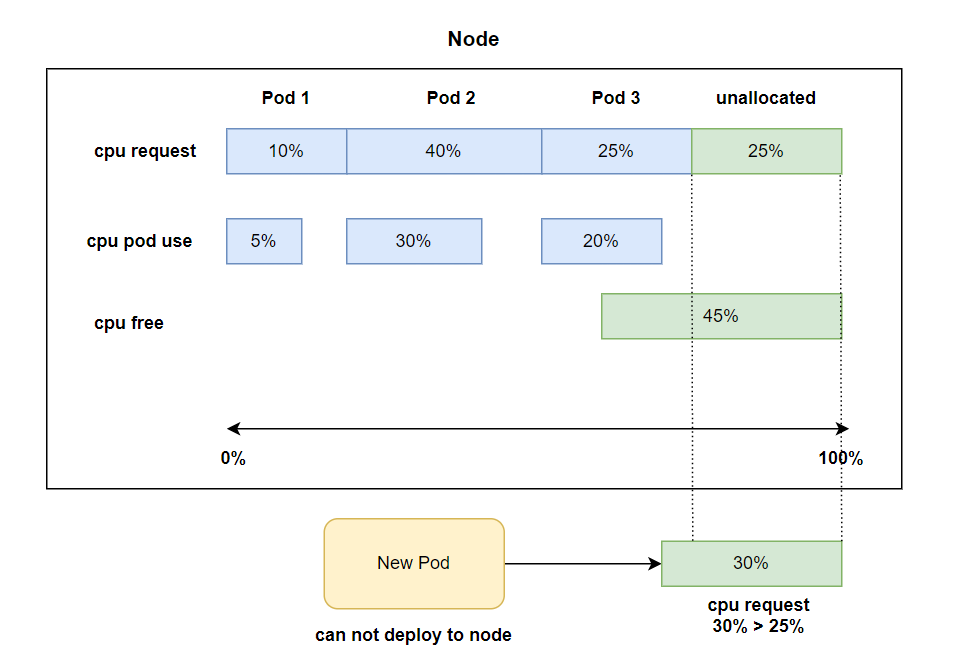 Node
Pod 1 Pod 2 Pod 3 unallocated
cpu request 10% 40% 25% 25%
cpu pod use 5% 30% 20%
cpu free 45%
0% 100%
New Pod 30%
cpu request
30% > 25%
can not deploy to node